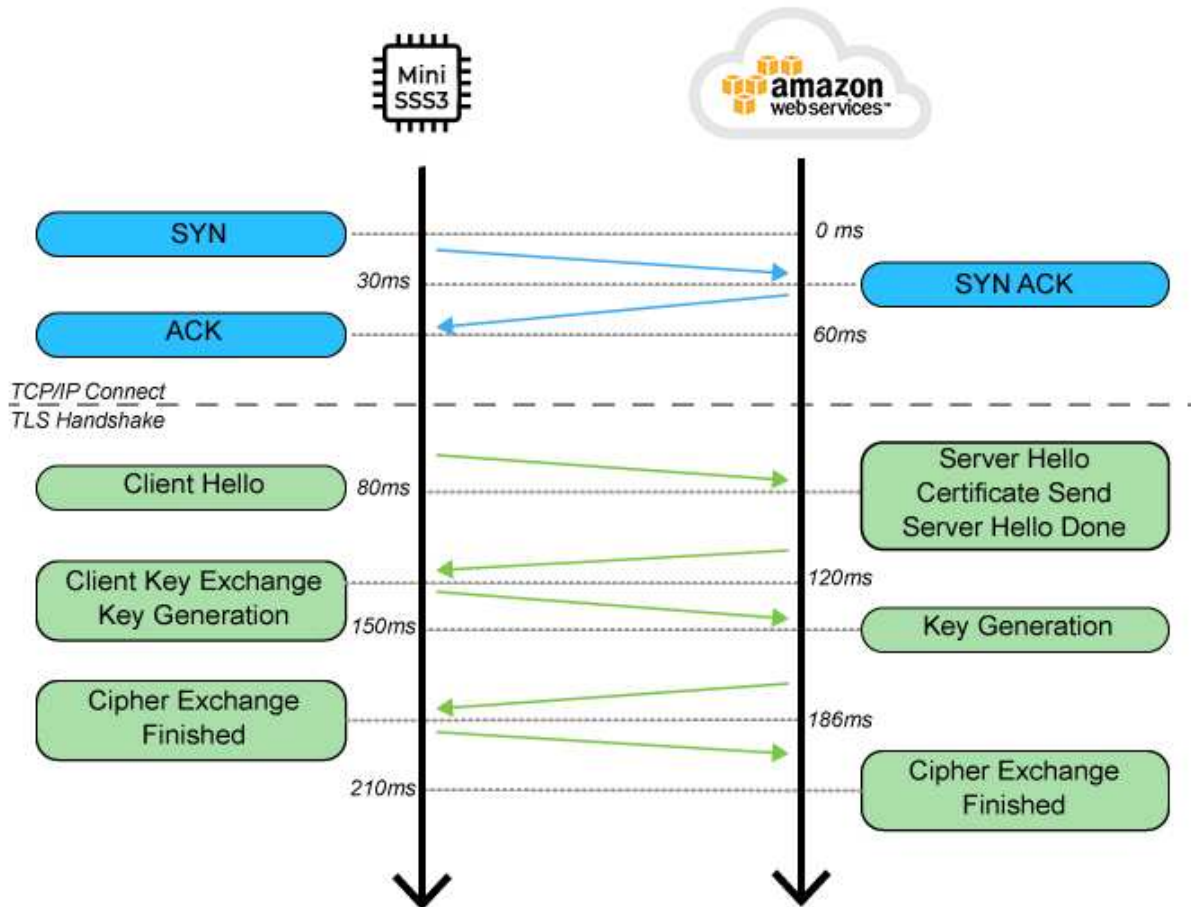 Mini
SSS3
amazon
webservices™
SYN
0 ms
30ms
SYN ACK
ACK
60ms
TCP/IP Connect
TLS Handshake
Client Hello
80ms
Server Hello
Certificate Send
Server Hello Done
Client Key Exchange
Key Generation
120ms
150ms
Key Generation
Cipher Exchange
Finished
186ms
210ms
Cipher Exchange
Finished